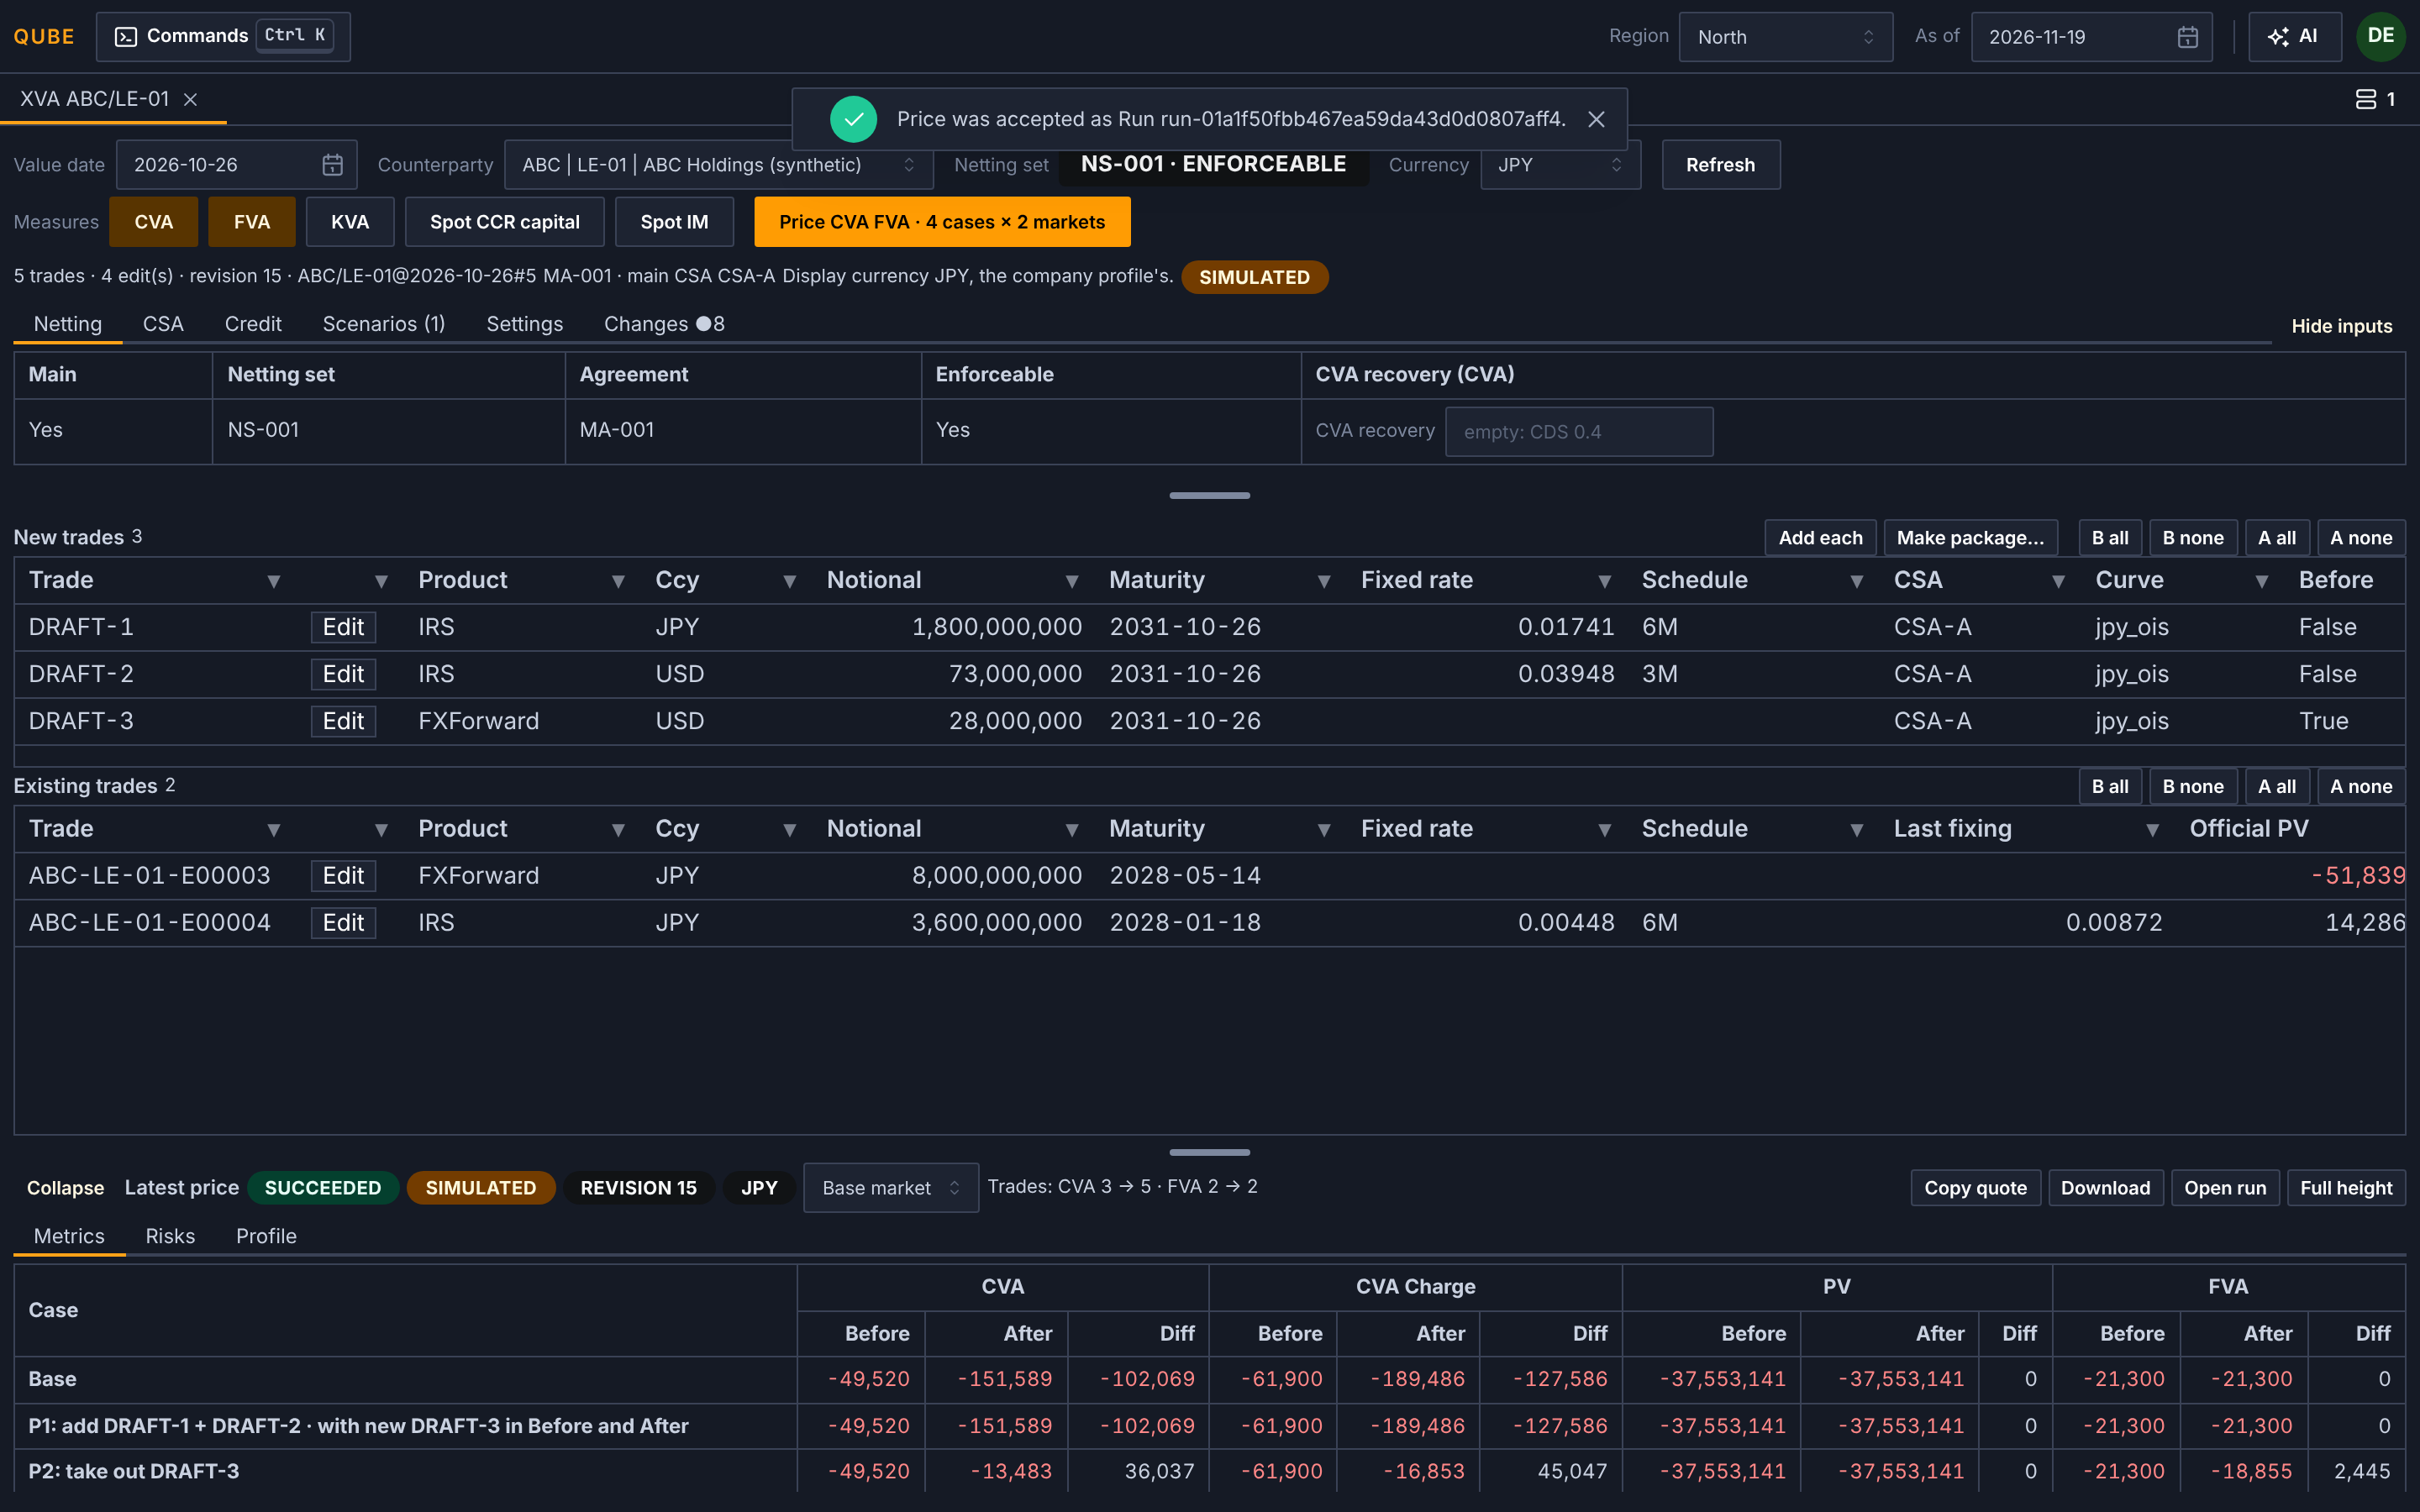 QUBE Commands Ctrl K Region North As of 2026-11-19 AI DE
XVA ABC/LE-01 1
Price was accepted as Run run-01a1f50fbb467ea59da43d0d0807aff4.
Value date 2026-10-26 Counterparty ABC | LE-01 | ABC Holdings (synthetic) Netting set NS-001 · ENFORCEABLE Currency JPY Refresh
Measures CVA FVA KVA Spot CCR capital Spot IM Price CVA FVA · 4 cases × 2 markets
5 trades · 4 edit(s) · revision 15 · ABC/LE-01@2026-10-26#5 MA-001 · main CSA CSA-A Display currency JPY, the company profile's. SIMULATED
Netting CSA Credit Scenarios (1) Settings Changes ●8 Hide inputs
Main Netting set Agreement Enforceable CVA recovery (CVA)
Yes NS-001 MA-001 Yes CVA recovery empty: CDS 0.4
New trades 3 Add each Make package... B all B none A all A none
Trade Product Ccy Notional Maturity Fixed rate Schedule CSA Curve Before
DRAFT-1 Edit IRS JPY 1,800,000,000 2031-10-26 0.01741 6M CSA-A jpy_ois False
DRAFT-2 Edit IRS USD 73,000,000 2031-10-26 0.03948 3M CSA-A jpy_ois False
DRAFT-3 Edit FXForward USD 28,000,000 2031-10-26 CSA-A jpy_ois True
Existing trades 2 B all B none A all A none
Trade Product Ccy Notional Maturity Fixed rate Schedule Last fixing Official PV
ABC-LE-01-E00003 Edit FXForward JPY 8,000,000,000 2028-05-14 -51,839
ABC-LE-01-E00004 Edit IRS JPY 3,600,000,000 2028-01-18 0.00448 6M 0.00872 14,286
Collapse Latest price SUCCEEDED SIMULATED REVISION 15 JPY Base market Trades: CVA 3 → 5 · FVA 2 → 2 Copy quote Download Open run Full height
Metrics Risks Profile
Case CVA CVA Charge PV FVA
Before After Diff Before After Diff Before After Diff Before After Diff
Base -49,520 -151,589 -102,069 -61,900 -189,486 -127,586 -37,553,141 -37,553,141 0 -21,300 -21,300 0
P1: add DRAFT-1 + DRAFT-2 · with new DRAFT-3 in Before and After -49,520 -151,589 -102,069 -61,900 -189,486 -127,586 -37,553,141 -37,553,141 0 -21,300 -21,300 0
P2: take out DRAFT-3 -49,520 -13,483 36,037 -61,900 -16,853 45,047 -37,553,141 -37,553,141 0 -21,300 -18,855 2,445